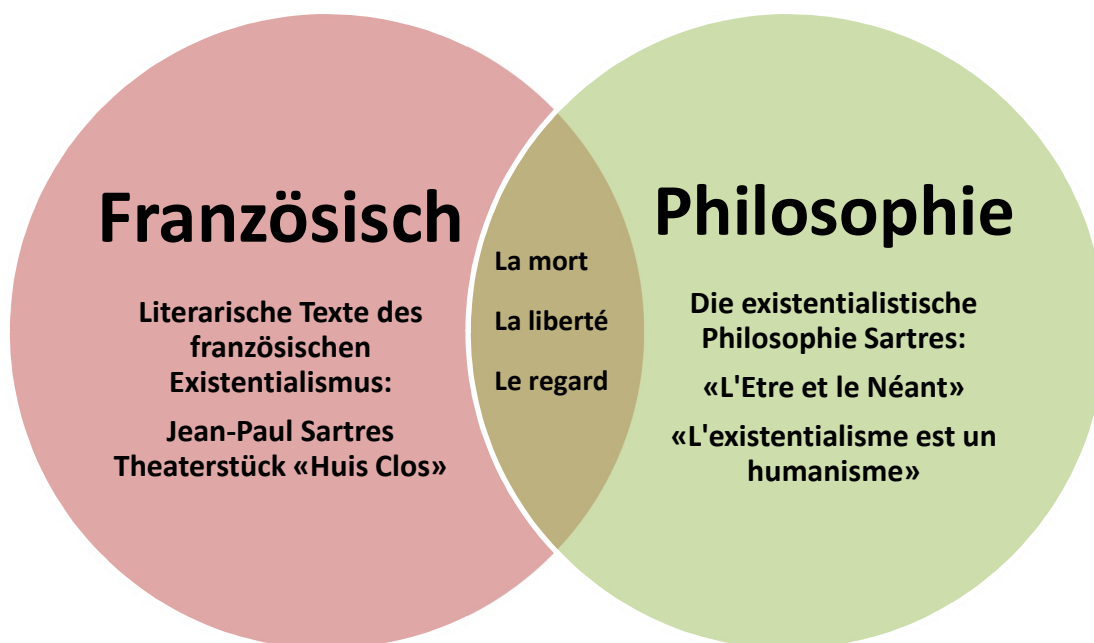 Französisch
Literarische Texte des
französischen
Existentialismus:
Jean-Paul Sartres
Theaterstück «Huis Clos»
La mort
La liberté
Le regard
Philosophie
Die existentialistische
Philosophie Sartres:
«L'Etre et le Néant»
«L'existentialisme est un
humanisme»